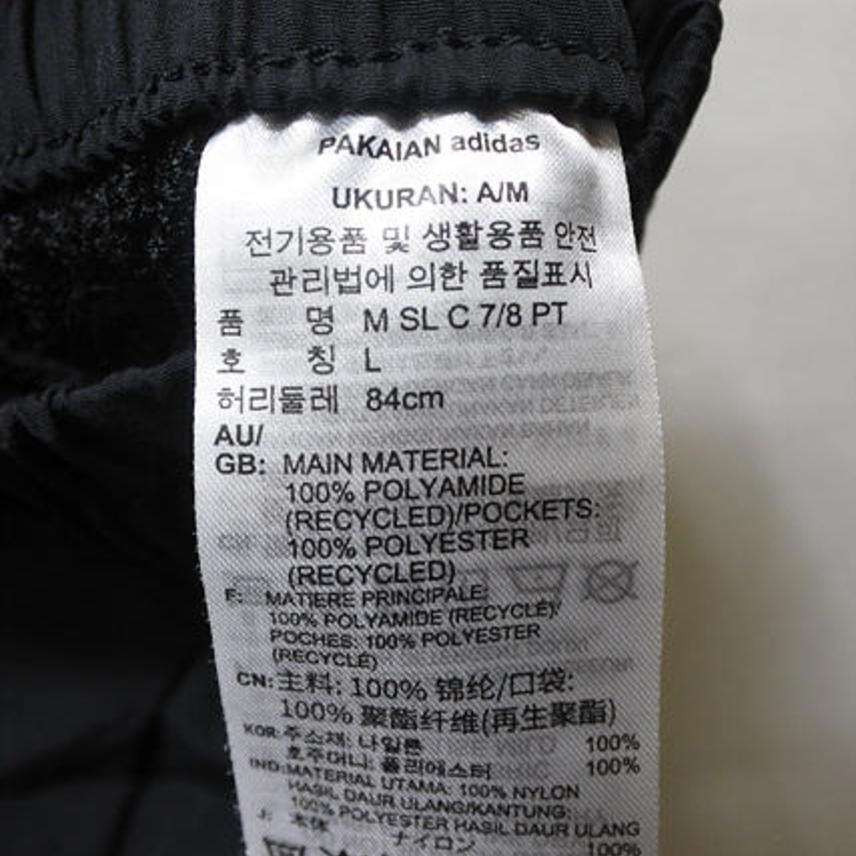 PAKAIAN adidas
UKURAN: A/M
전기용품 및 생활용품 안전
관리법에 의한 품질표시
품 명 M SL C 7/8 PT
호 칭 L
허리둘레 84cm
AU/
GB: MAIN MATERIAL:
100% POLYAMIDE
(RECYCLED)/POCKETS:
100% POLYESTER
(RECYCLED)
F: MATIERE PRINCIPALE:
100% POLYAMIDE (RECYCLÉ)/
POCHES: 100% POLYESTER
(RECYCLÉ)
CN: 主料: 100% 锦纶/口袋:
100% 聚酯纤维(再生聚酯)
KOR: 주소재: 나일론 100%
호주머니: 폴리에스터 100%
IND: MATERIAL UTAMA: 100% NYLON
HASIL DAUR ULANG/KANTUNG:
100% POLYESTER HASIL DAUR ULANG
J: 本体
ナイロン 100%